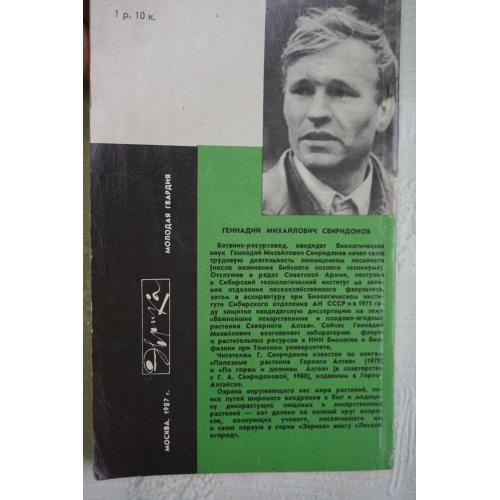 1 р. 10 к.
ГЕННАДИЙ МИХАЙЛОВИЧ СВИРИДОНОВ
Ботаник-ресурсовед, кандидат биологических
наук Геннадий Михайлович Свиридонов начал свою
трудовую деятельность помощником лесничего
(после окончания Бийского лесного техникума).
Отслужив в рядах Советской Армии, поступил
в Сибирский технологический институт на заоч-
ное отделение лесохозяйственного факультета,
затем в аспирантуру при Биологическом инсти-
туте Сибирского отделения АН СССР и в 1975 го-
ду защитил кандидатскую диссертацию на тему
«Важнейшие лекарственные и плодово-ягодные
растения Северного Алтая». Сейчас Геннадий
Михайлович возглавляет лабораторию флоры
и растительных ресурсов в НИИ биологии и био-
физики при Томском университете.
Читателям Г. Свиридонов известен по книгам
«Полезные растения Горного Алтая» (1978)
и «По горам и долинам Алтая» (в соавторстве
с Г. А. Свиридоновой, 1980), изданным в Горно-
Алтайске.
Охрана окружающего нас мира растений, по-
иск путей широкого внедрения в быт и медици-
ну дикорастущих пищевых и лекарственных
растений — вот далеко не полный круг вопро-
сов, волнующих ученого, посвятившего им
и свою первую в серии «Эврика» книгу «Лесной
огород».
МОСКВА, 1987 г.
Эврика
МОЛОДАЯ ГВАРДИЯ